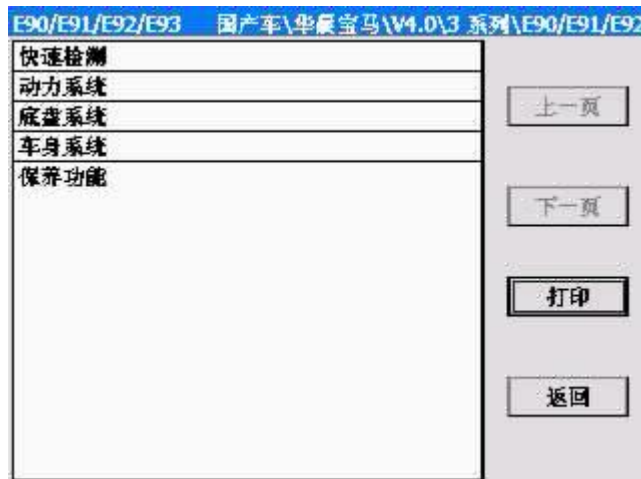 E90/E91/E92/E93 国产车\华晨宝马\V4.0\3 系列\E90/E91/E92
快速检测
动力系统
底盘系统
车身系统
保养功能
上一页
下一页
打印
返回